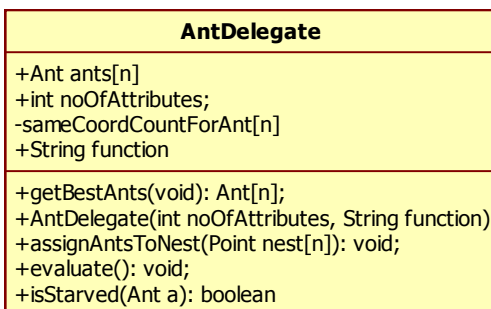 AntDelegate
+Ant ants[n]
+int noOfAttributes;
-sameCoordCountForAnt[n]
+String function
+getBestAnts(void): Ant[n];
+AntDelegate(int noOfAttributes, String function)
+assignAntsToNest(Point nest[n]): void;
+evaluate(): void;
+isStarved(Ant a): boolean